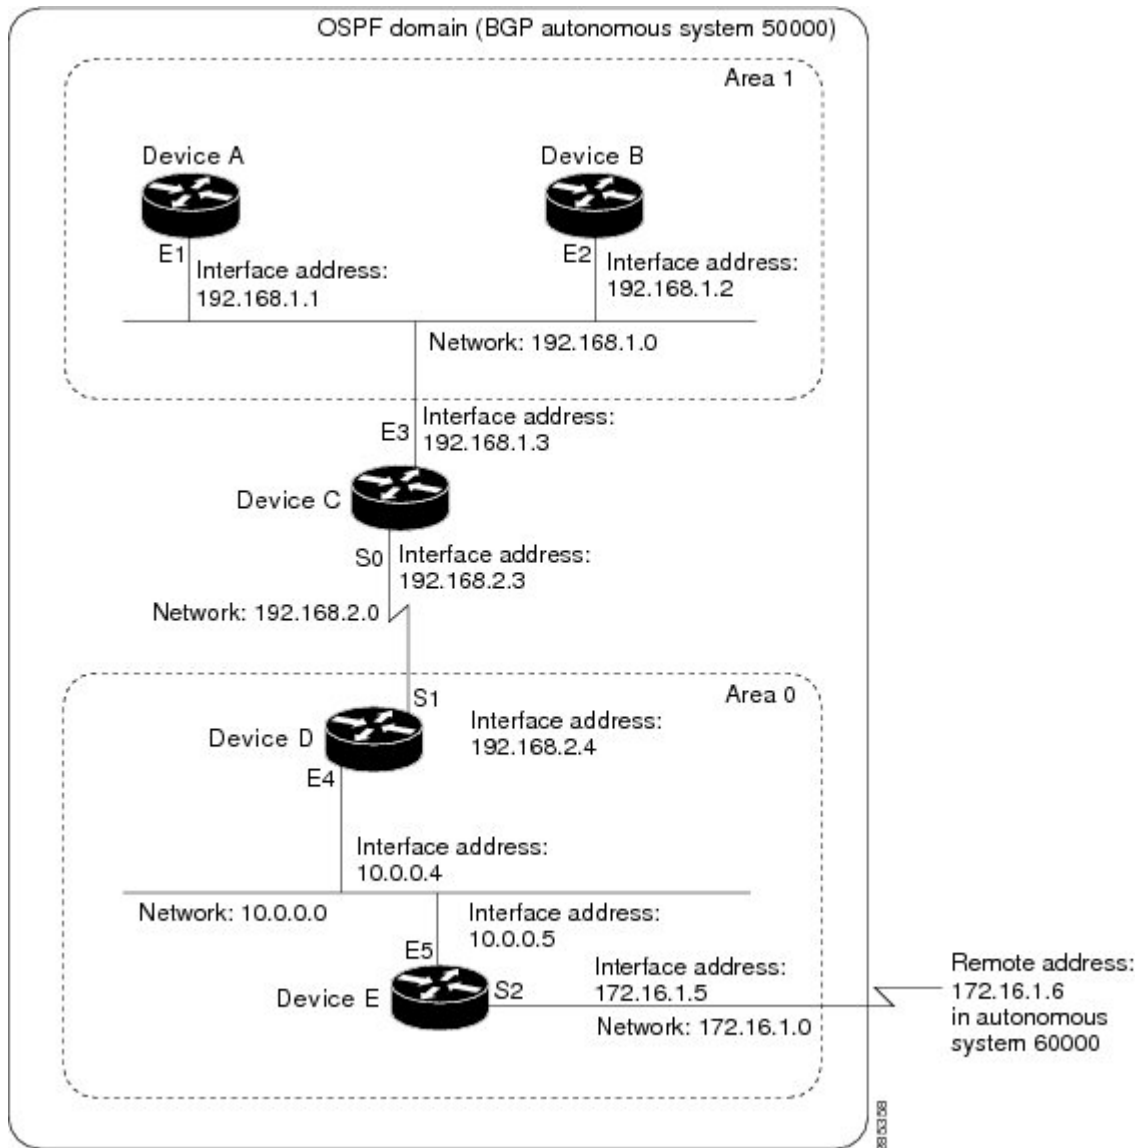 OSPF domain (BGP autonomous system 50000)
Area 1
Device A
Device B
E1
Interface address:
192.168.1.1
E2
Interface address:
192.168.1.2
Network: 192.168.1.0
E3
Interface address:
192.168.1.3
Device C
S0
Interface address:
192.168.2.3
Network: 192.168.2.0
Area 0
S1
Device D
Interface address:
192.168.2.4
E4
Interface address:
10.0.0.4
Network: 10.0.0.0
Interface address:
10.0.0.5
E5
Device E
S2
Interface address:
172.16.1.5
Network: 172.16.1.0
Remote address:
172.16.1.6
in autonomous
system 60000